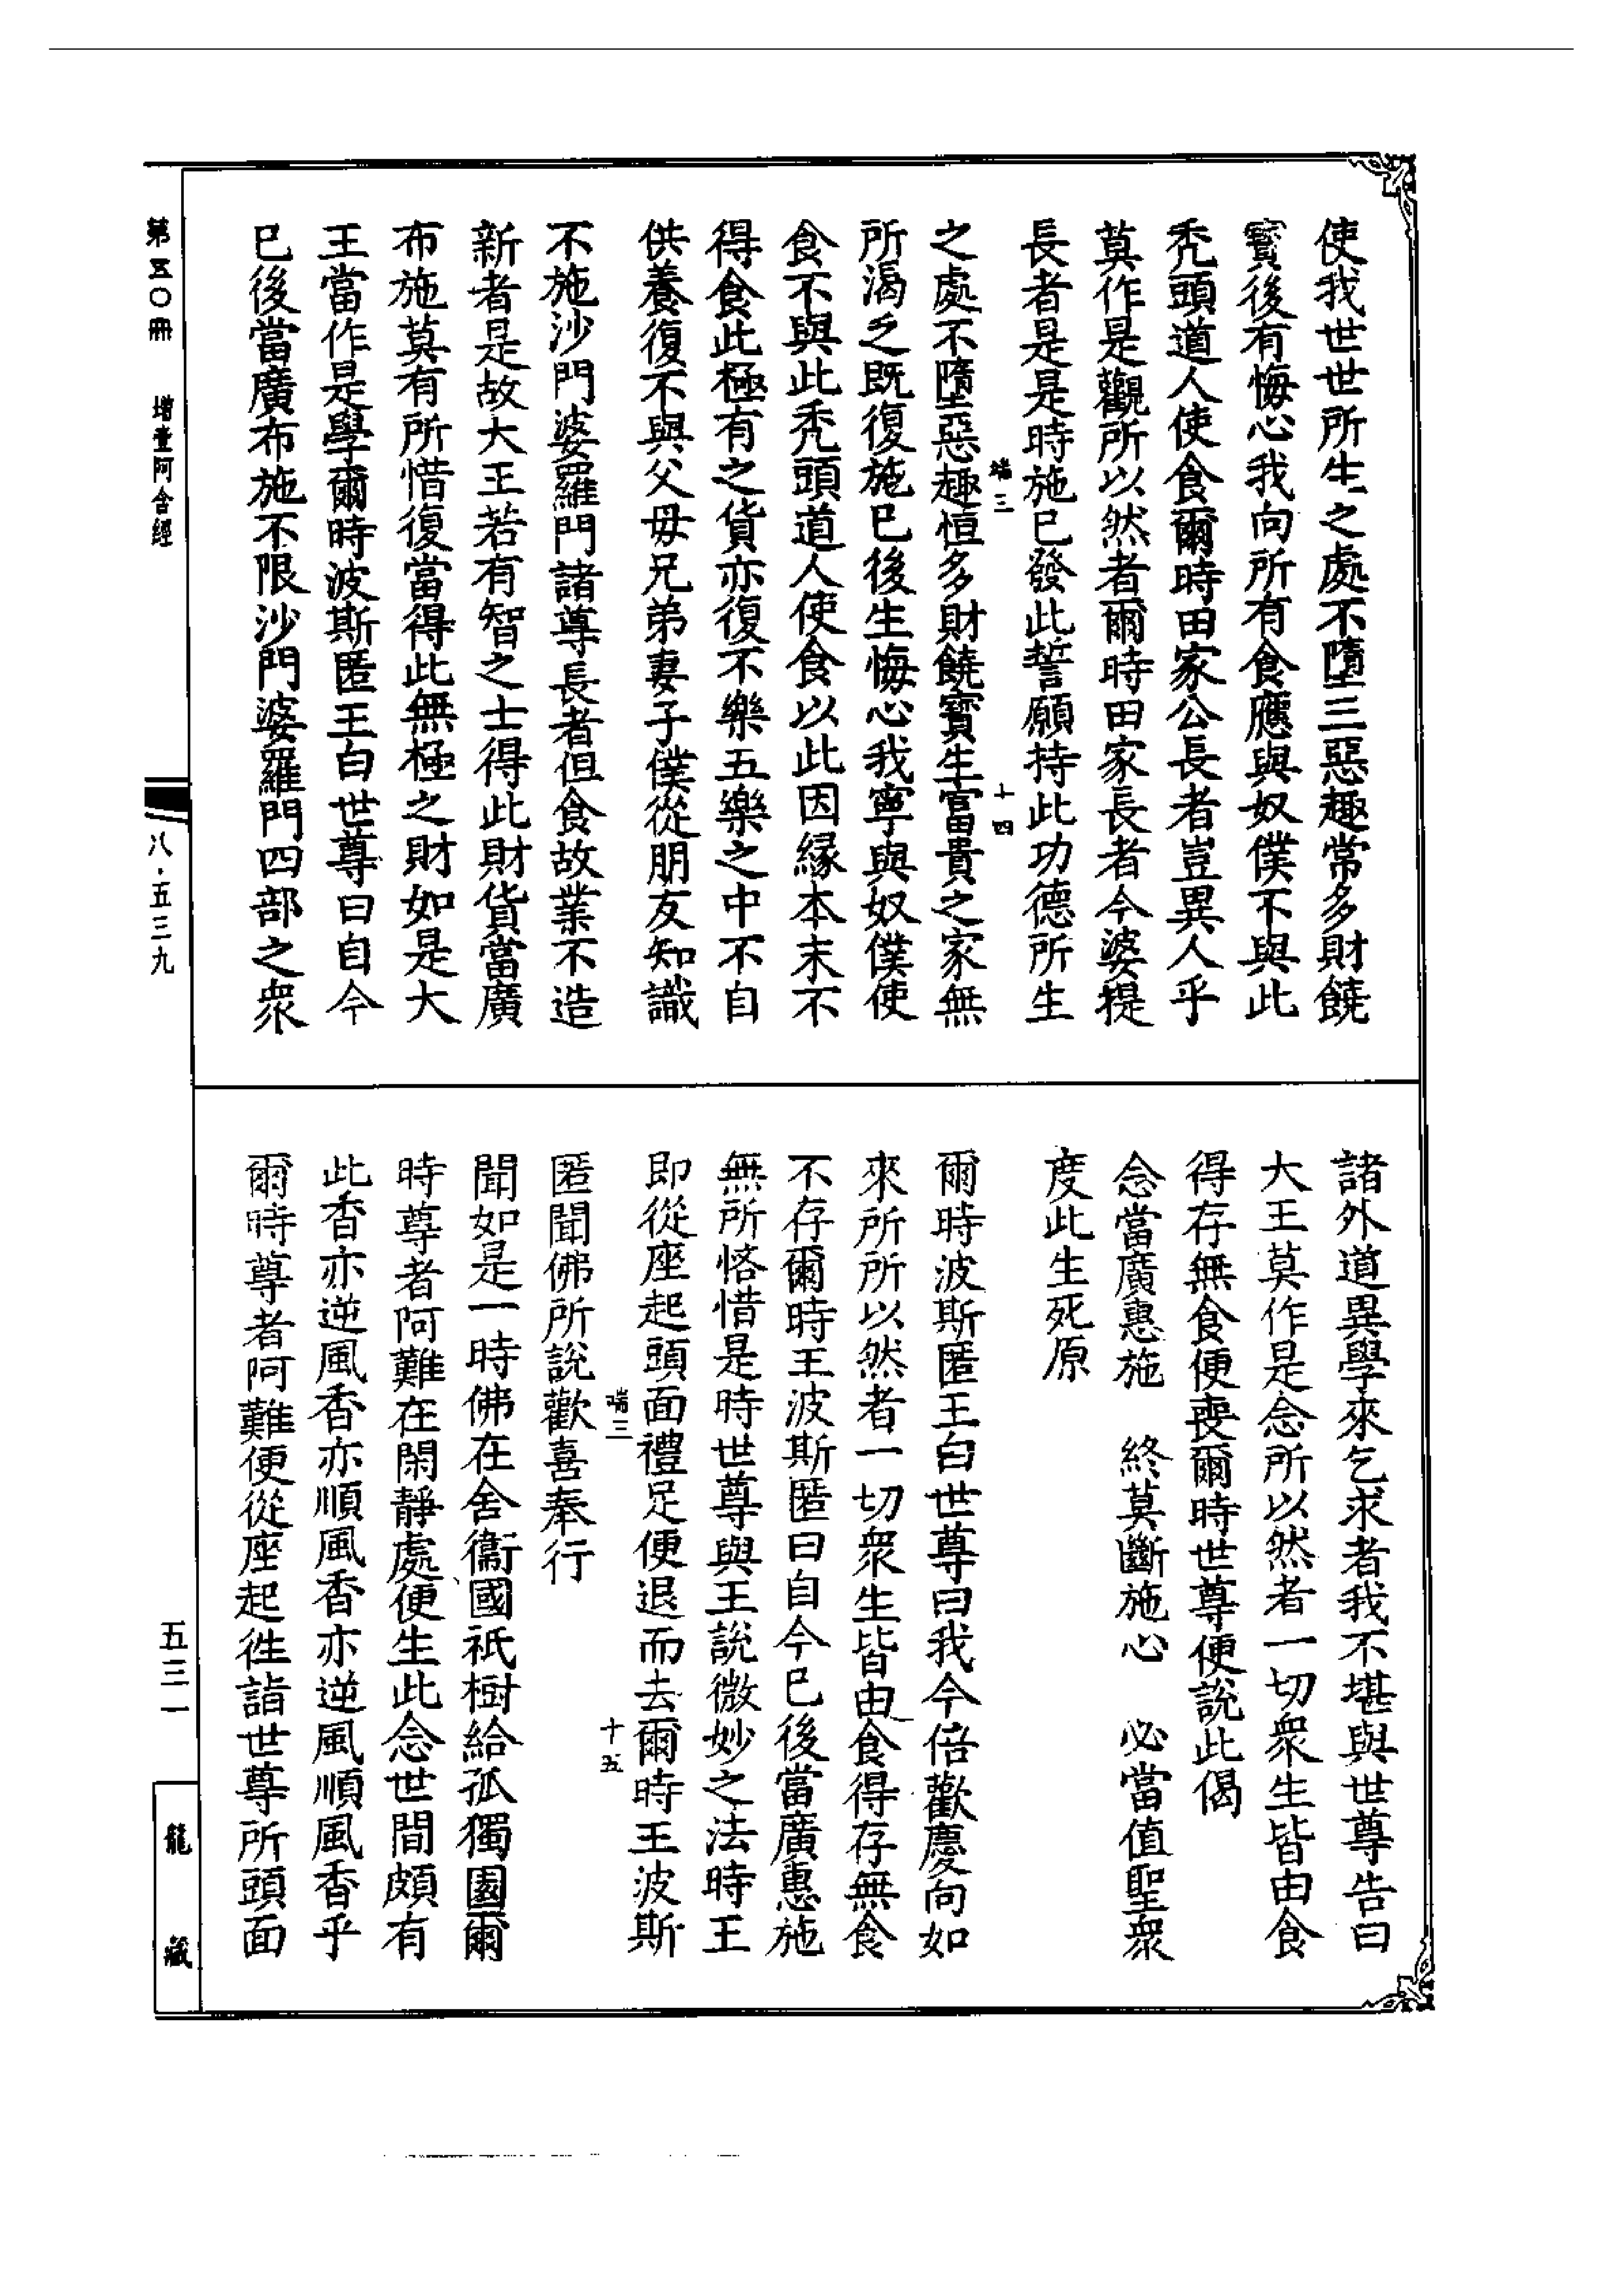 使我世世所生之處不墮三惡趣常多財饒
寳後有悔心我向所有食應與奴僕不與此
禿頭道人使食爾時田家公長者豈異人乎
莫作是觀所以然者爾時田家長者今婆提
長者是是時施已發此誓願持此功德所生
端三
十四
之處不墮惡趣恒多財饒寳生富貴之家無
所渴乏既復施已後生悔心我寧與奴僕使
食不與此禿頭道人使食以此因緣本末不
得食此極有之貨亦復不樂五樂之中不自
供養復不與父母兄弟妻子僕從朋友知識
不施沙門婆羅門諸尊長者但食故業不造
新者是故大王若有智之士得此財貨當廣
布施莫有所惜復當得此無極之財如是大
王當作是學爾時波斯匿王白世尊曰自今
已後當廣布施不限沙門婆羅門四部之衆
諸外道異學來乞求者我不堪與世尊告曰
大王莫作是念所以然者一切衆生皆由食
得存無食便喪爾時世尊便說此偈
念當廣惠施　終莫斷施心　必當值聖衆
度此生死原
爾時波斯匿王白世尊曰我今倍歡慶向如
來所所以然者一切衆生皆由食得存無食
不存爾時王波斯匿曰自今已後當廣惠施
無所悋惜是時世尊與王說微妙之法時王
即從座起頭面禮足便退而去爾時王波斯
端三
十五
匿聞佛所說歡喜奉行
聞如是一時佛在舍衞國祇樹給孤獨園爾
時尊者阿難在閑靜處便生此念世間頗有
此香亦逆風香亦順風香亦逆風順風香乎
爾時尊者阿難便從座起徃詣世尊所頭面
第五〇冊　增壹阿含經
八·五三九
五三一
龍藏